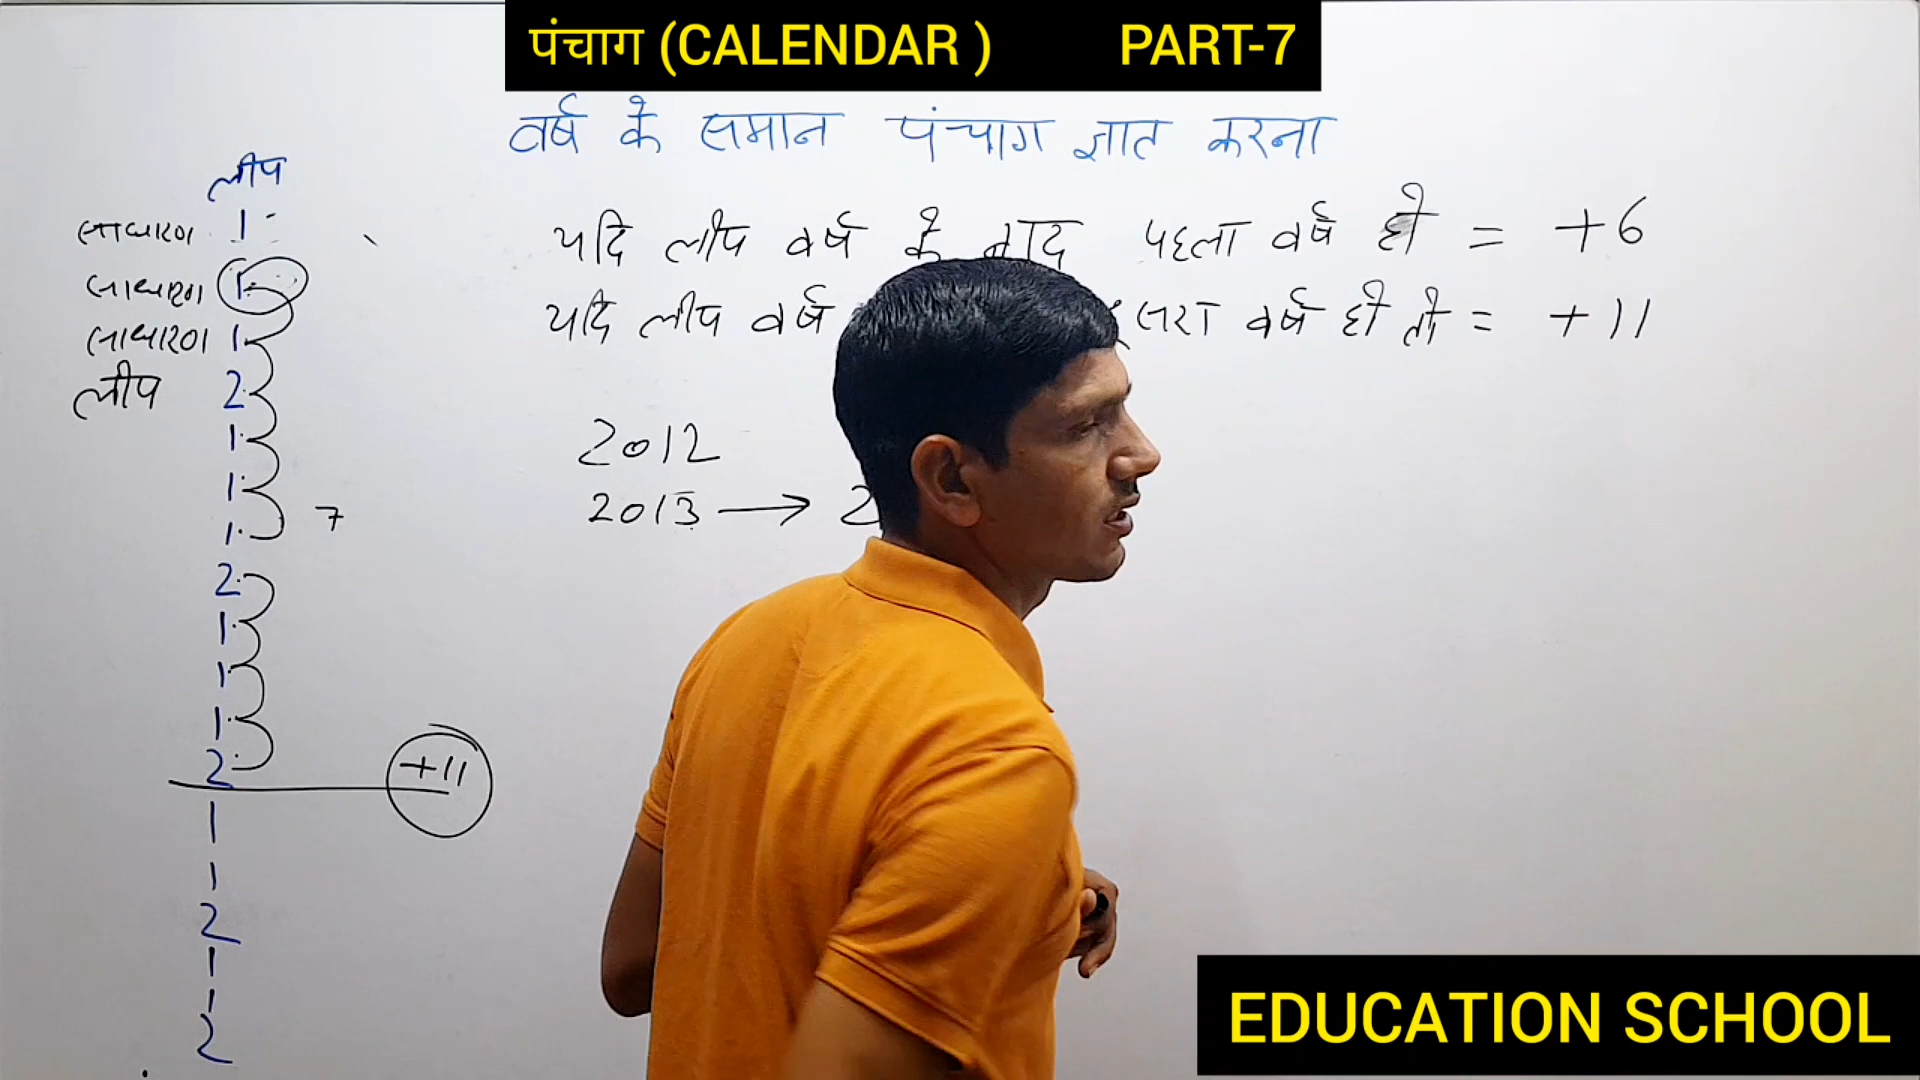 पंचाग (CALENDAR ) PART-7
वर्ष के समान पंचाग ज्ञात करना
लीप
साधारण 1
साधारण 1
साधारण 1
लीप 2
1
1
1
7
2
1
1
1
2
+11
1
1
2
1
1
2
यदि लीप वर्ष के बाद पहला वर्ष हो = +6
यदि लीप वर्ष सरा वर्ष हो तो = +11
2012
2013 → 2
EDUCATION SCHOOL